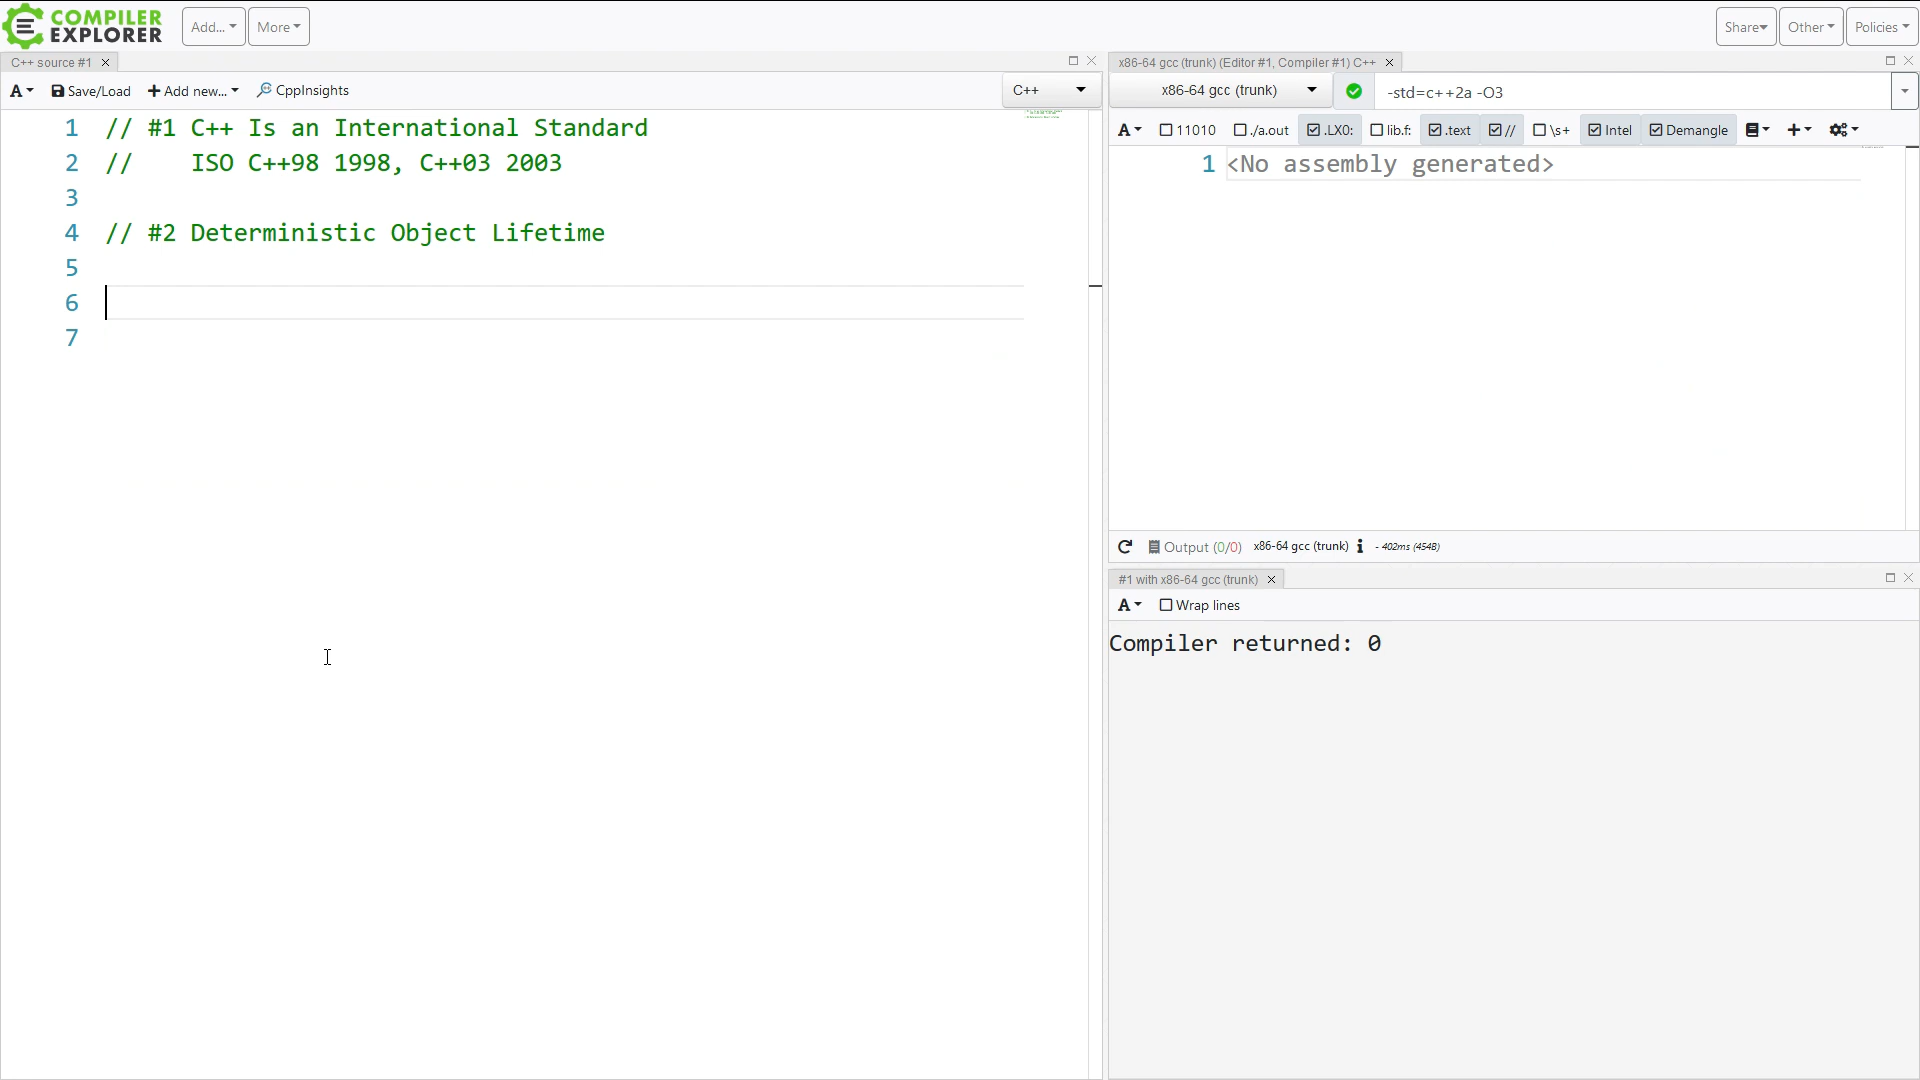 COMPILER
EXPLORER
Add...
More
Share
Other
Policies
C++ source #1
A
Save/Load
Add new...
CppInsights
C++
1 // #1 C++ Is an International Standard
2 //    ISO C++98 1998, C++03 2003
3
4 // #2 Deterministic Object Lifetime
5
6
7
x86-64 gcc (trunk) (Editor #1, Compiler #1) C++
x86-64 gcc (trunk)
-std=c++2a -O3
A
11010
./a.out
.LX0:
lib.f:
.text
//
\s+
Intel
Demangle
1 <No assembly generated>
Output (0/0) x86-64 gcc (trunk) i - 402ms (454B)
#1 with x86-64 gcc (trunk)
A
Wrap lines
Compiler returned: 0